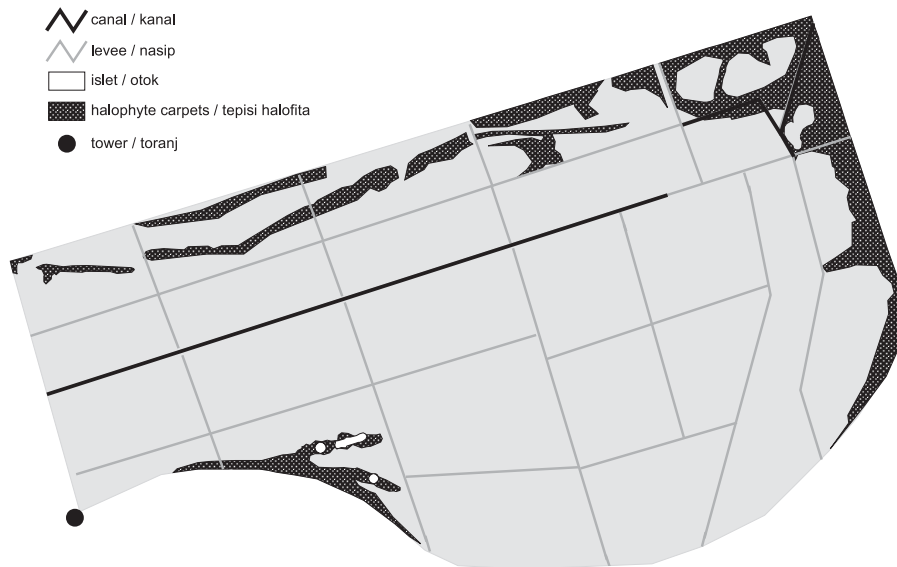 canal / kanal
levee / nasip
islet / otok
halophyte carpets / tepisi halofita
tower / toranj